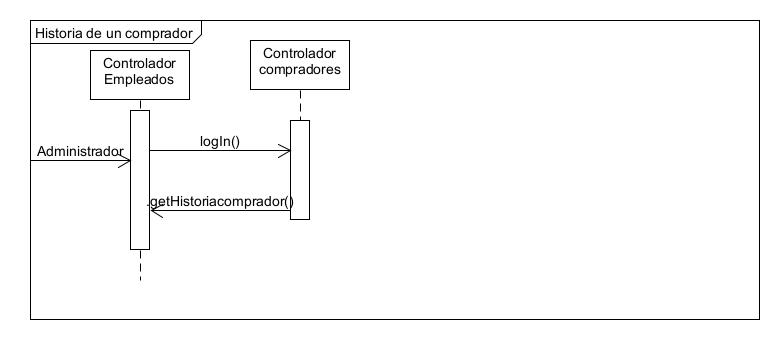 Historia de un comprador
Controlador
Empleados
Controlador
compradores
Administrador
logIn()
.getHistoriacomprador()